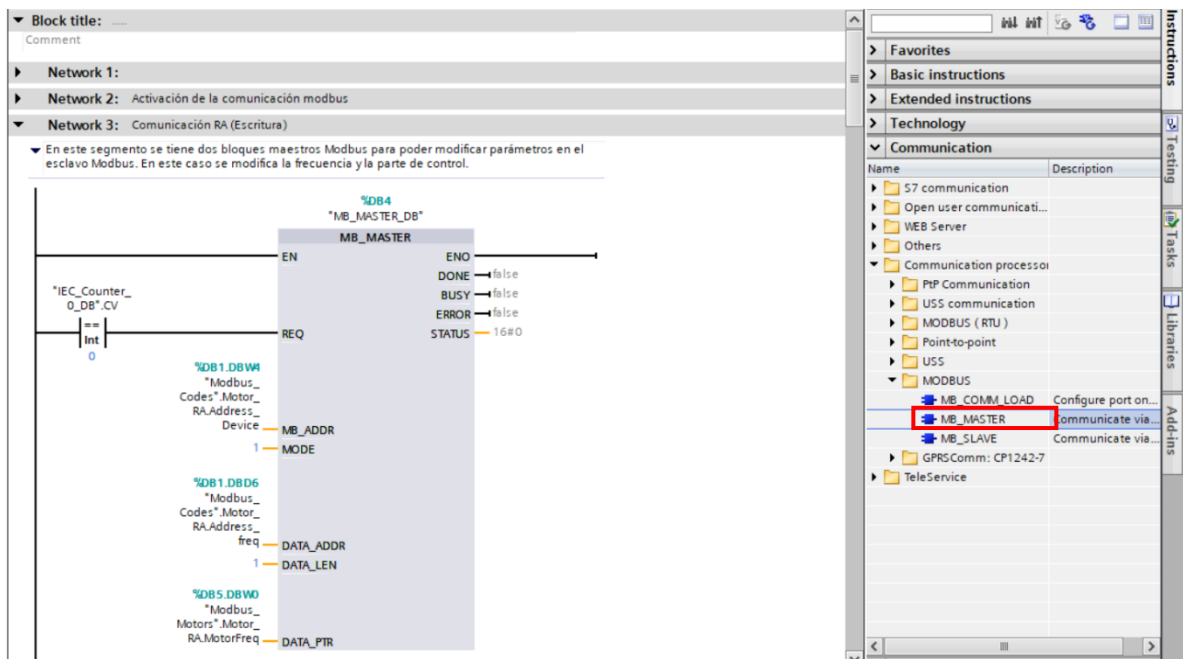 Block title: .....
Comment
Network 1:
Network 2: Activación de la comunicación modbus
Network 3: Comunicación RA (Escritura)
En este segmento se tiene dos bloques maestros Modbus para poder modificar parámetros en el
esclavo Modbus. En este caso se modifica la frecuencia y la parte de control.
%DB4
"MB_MASTER_DB"
MB_MASTER
EN ENO
DONE false
BUSY false
ERROR false
STATUS 16#0
"IEC_Counter_
0_DB".CV
==
Int
0
REQ
%DB1.DBW4
"Modbus_
Codes".Motor_
RA.Address_
Device
MB_ADDR
1 MODE
%DB1.DBD6
"Modbus_
Codes".Motor_
RA.Address_
freq
DATA_ADDR
1 DATA_LEN
%DB5.DBW0
"Modbus_
Motors".Motor_
RA.MotorFreq
DATA_PTR
Favorites
Basic instructions
Extended instructions
Technology
Communication
Name Description
S7 communication
Open user communicati...
WEB Server
Others
Communication processor
PtP Communication
USS communication
MODBUS ( RTU )
Point-to-point
USS
MODBUS
MB_COMM_LOAD Configure port on...
MB_MASTER Communicate via...
MB_SLAVE Communicate via...
GPRSComm: CP1242-7
TeleService
Instructions
Testing
Tasks
Libraries
Add-ins